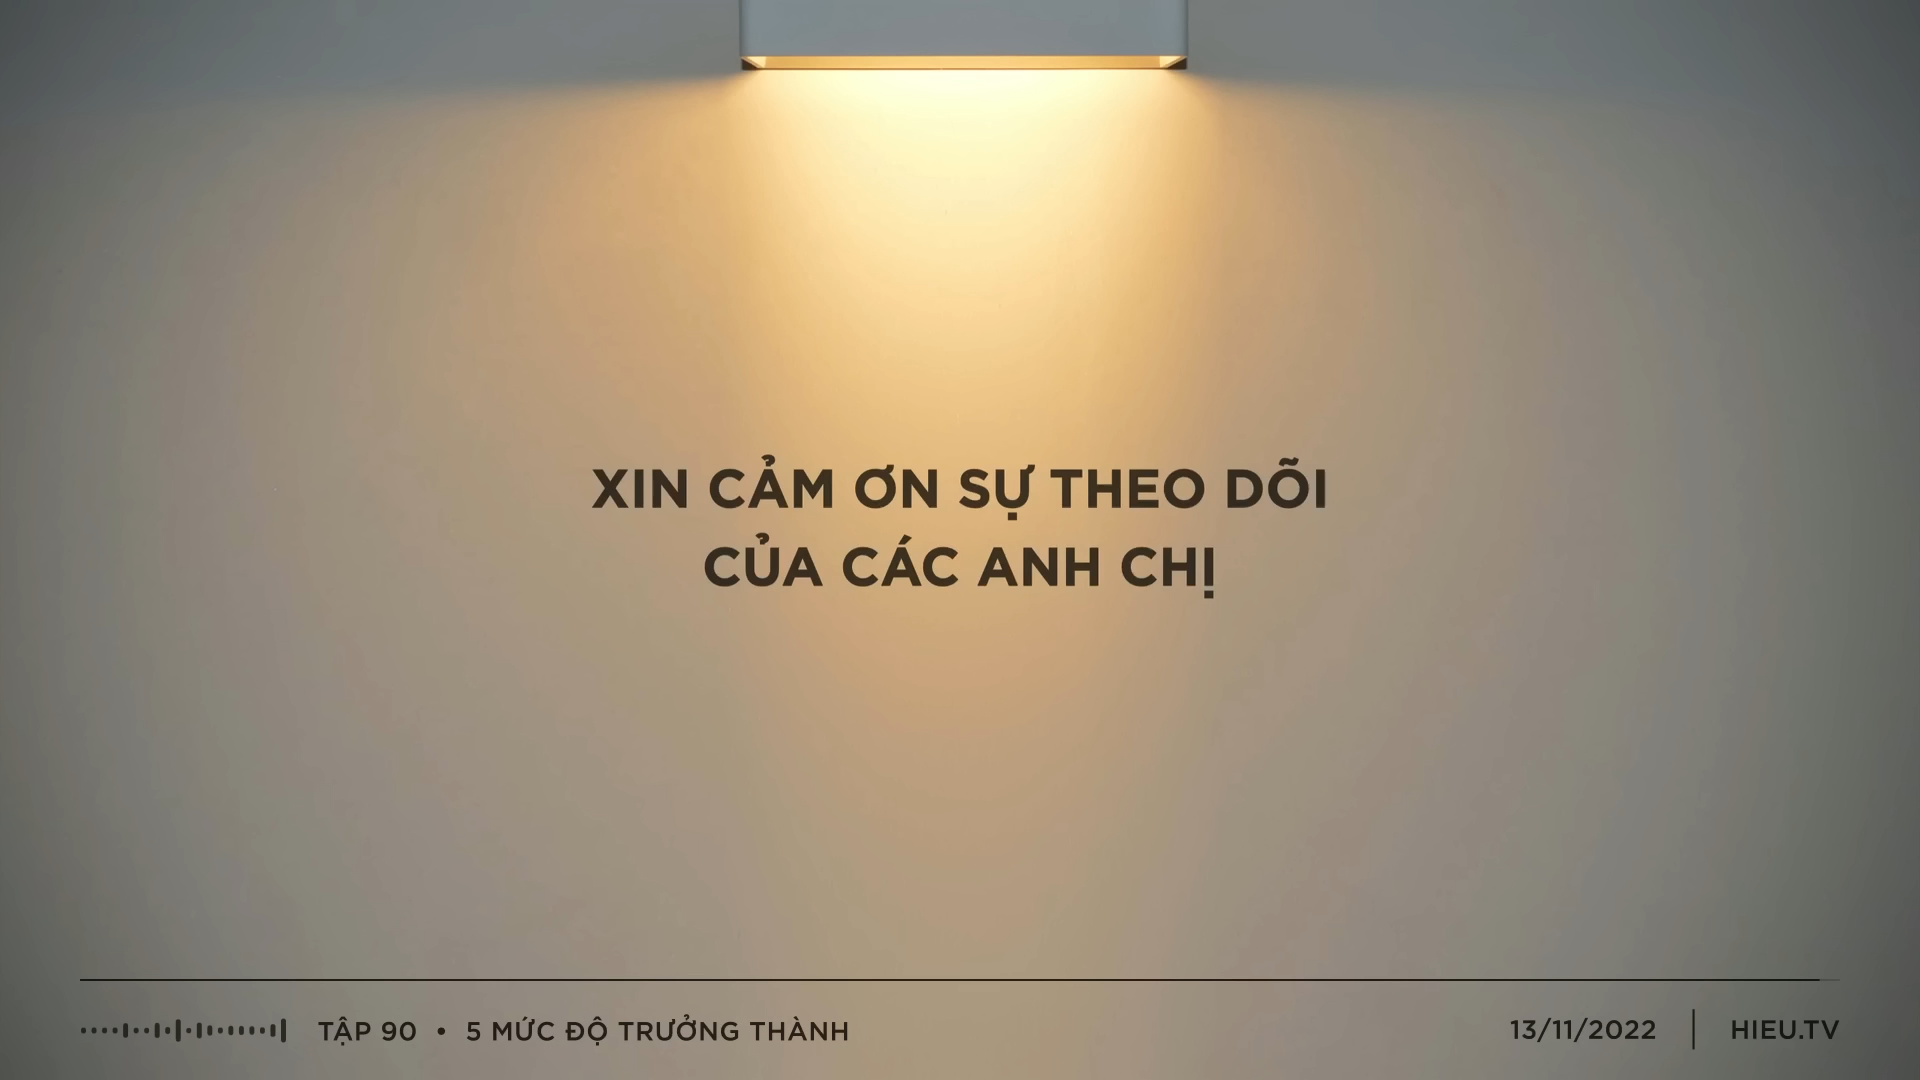 XIN CẢM ƠN SỰ THEO DÕI
CỦA CÁC ANH CHỊ
TẬP 90 • 5 MỨC ĐỘ TRƯỞNG THÀNH
13/11/2022 | HIEU.TV